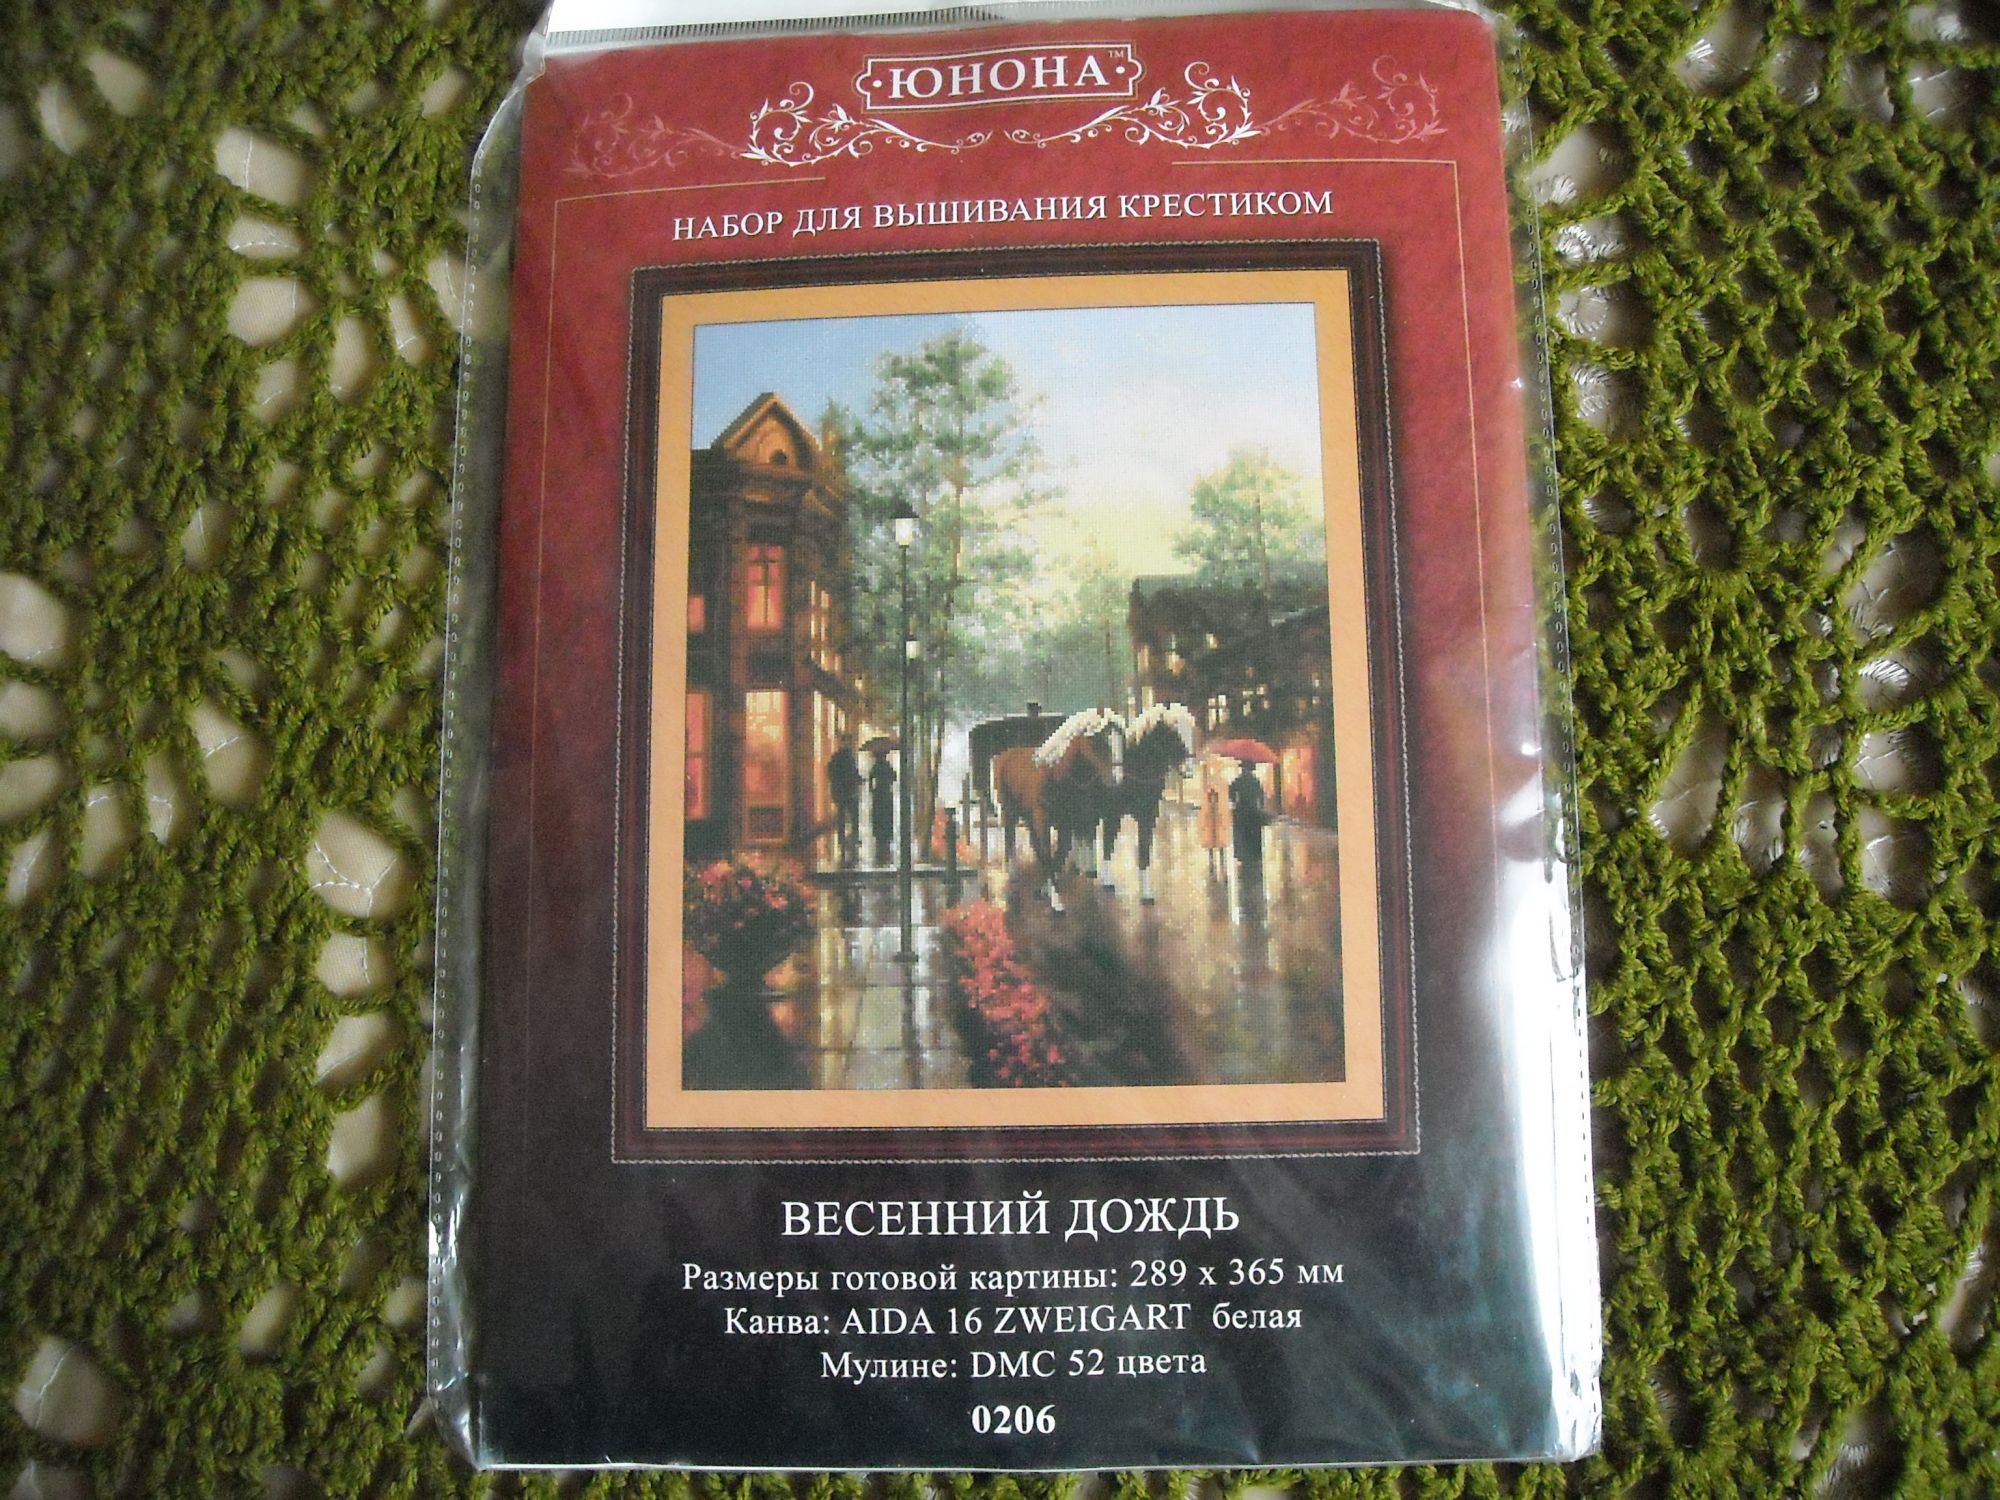 ЮНОНА™
НАБОР ДЛЯ ВЫШИВАНИЯ КРЕСТИКОМ
ВЕСЕННИЙ ДОЖДЬ
Размеры готовой картины: 289 x 365 мм
Канва: AIDA 16 ZWEIGART белая
Мулине: DMC 52 цвета
0206